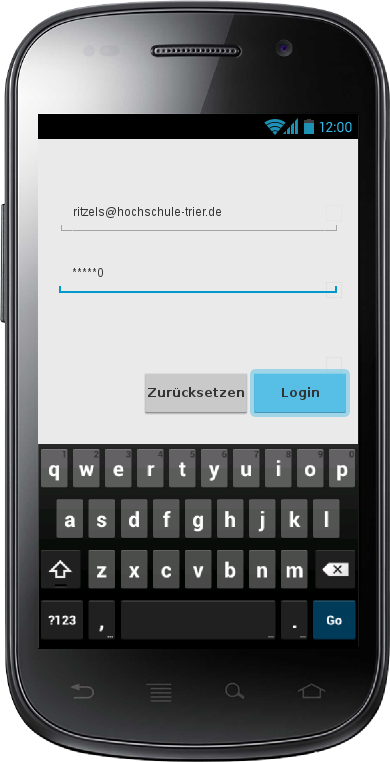 12:00
ritzels@hochschule-trier.de
*****0
Zurücksetzen Login
1 2 3 4 5 6 7 8 9 0
q w e r t y u i o p
a s d f g h j k l
z x c v b n m
?123 , ... ... . ... Go